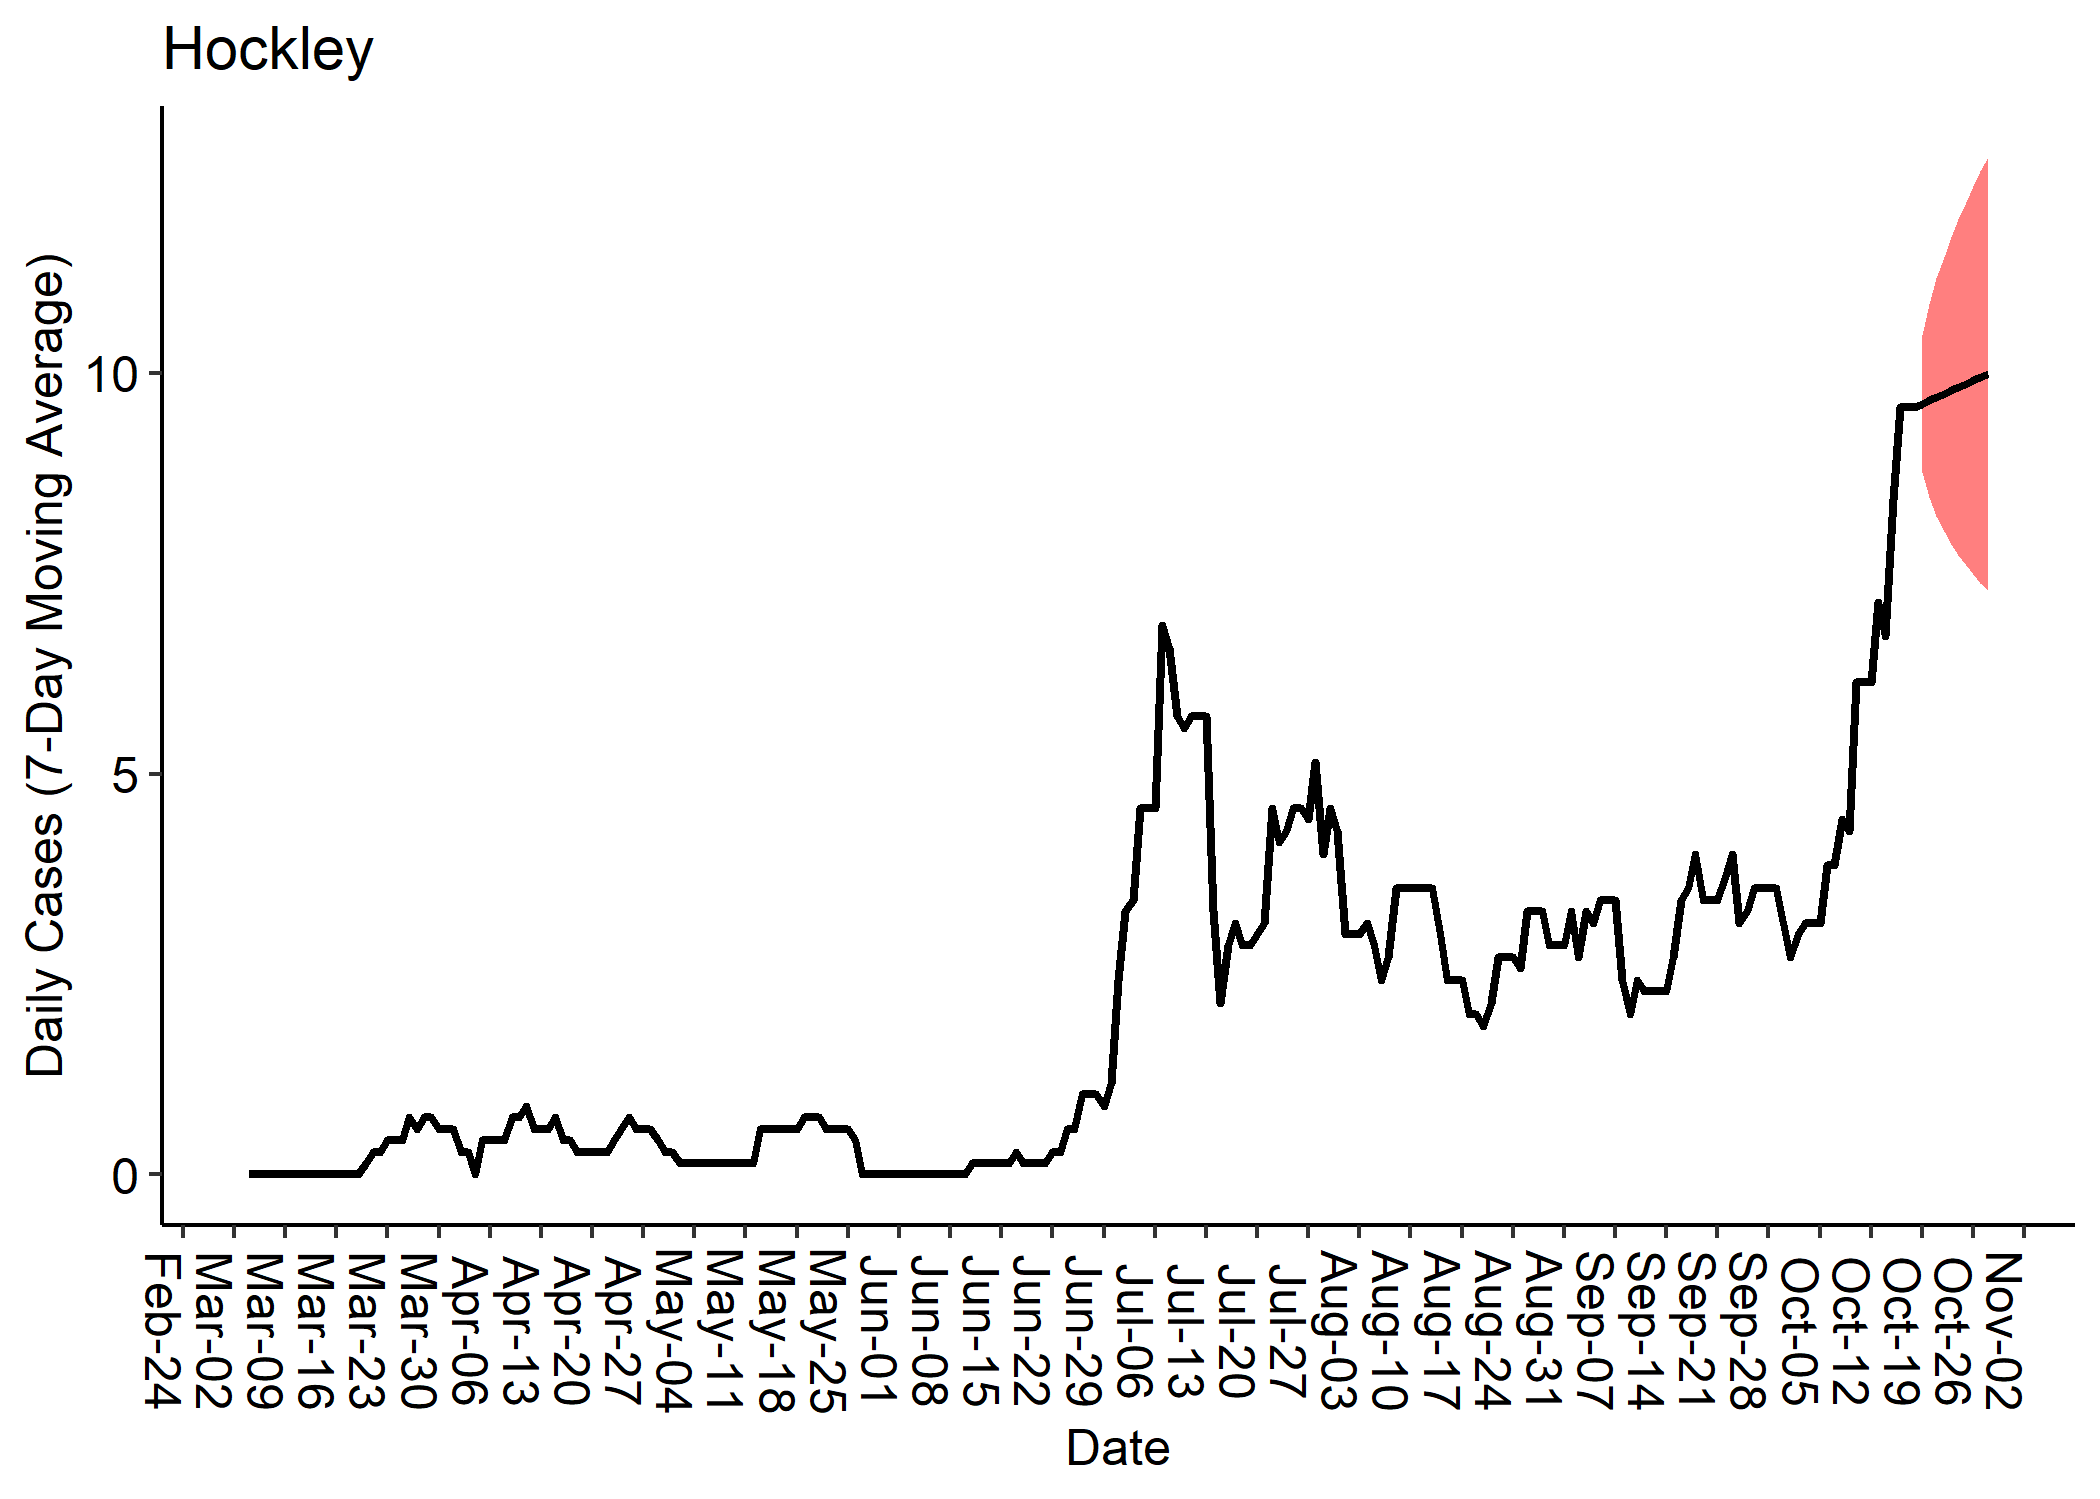 Hockley
Daily Cases (7-Day Moving Average)
10
5
0
Feb-24
Mar-02
Mar-09
Mar-16
Mar-23
Mar-30
Apr-06
Apr-13
Apr-20
Apr-27
May-04
May-11
May-18
May-25
Jun-01
Jun-08
Jun-15
Jun-22
Jun-29
Jul-06
Jul-13
Jul-20
Jul-27
Aug-03
Aug-10
Aug-17
Aug-24
Aug-31
Sep-07
Sep-14
Sep-21
Sep-28
Oct-05
Oct-12
Oct-19
Oct-26
Nov-02
Date